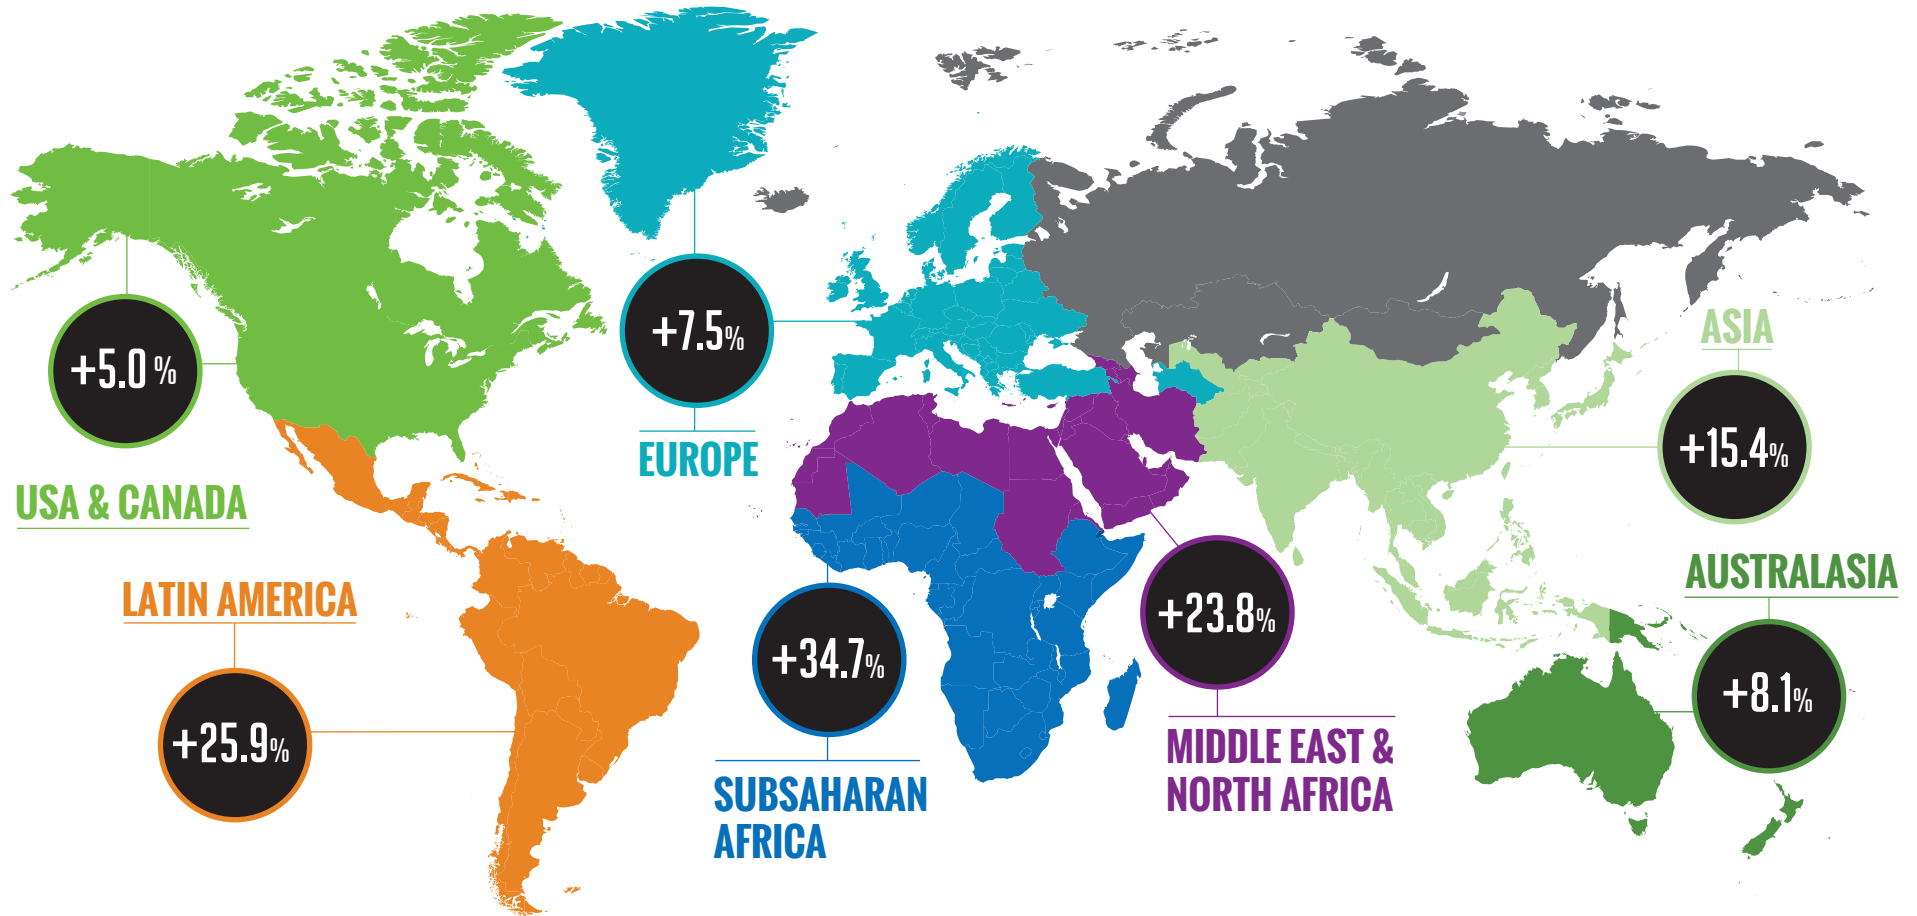 +5.0 %
USA & CANADA
+7.5%
EUROPE
ASIA
+15.4%
LATIN AMERICA
+25.9%
+34.7%
SUBSAHARAN
AFRICA
+23.8%
MIDDLE EAST &
NORTH AFRICA
AUSTRALASIA
+8.1%